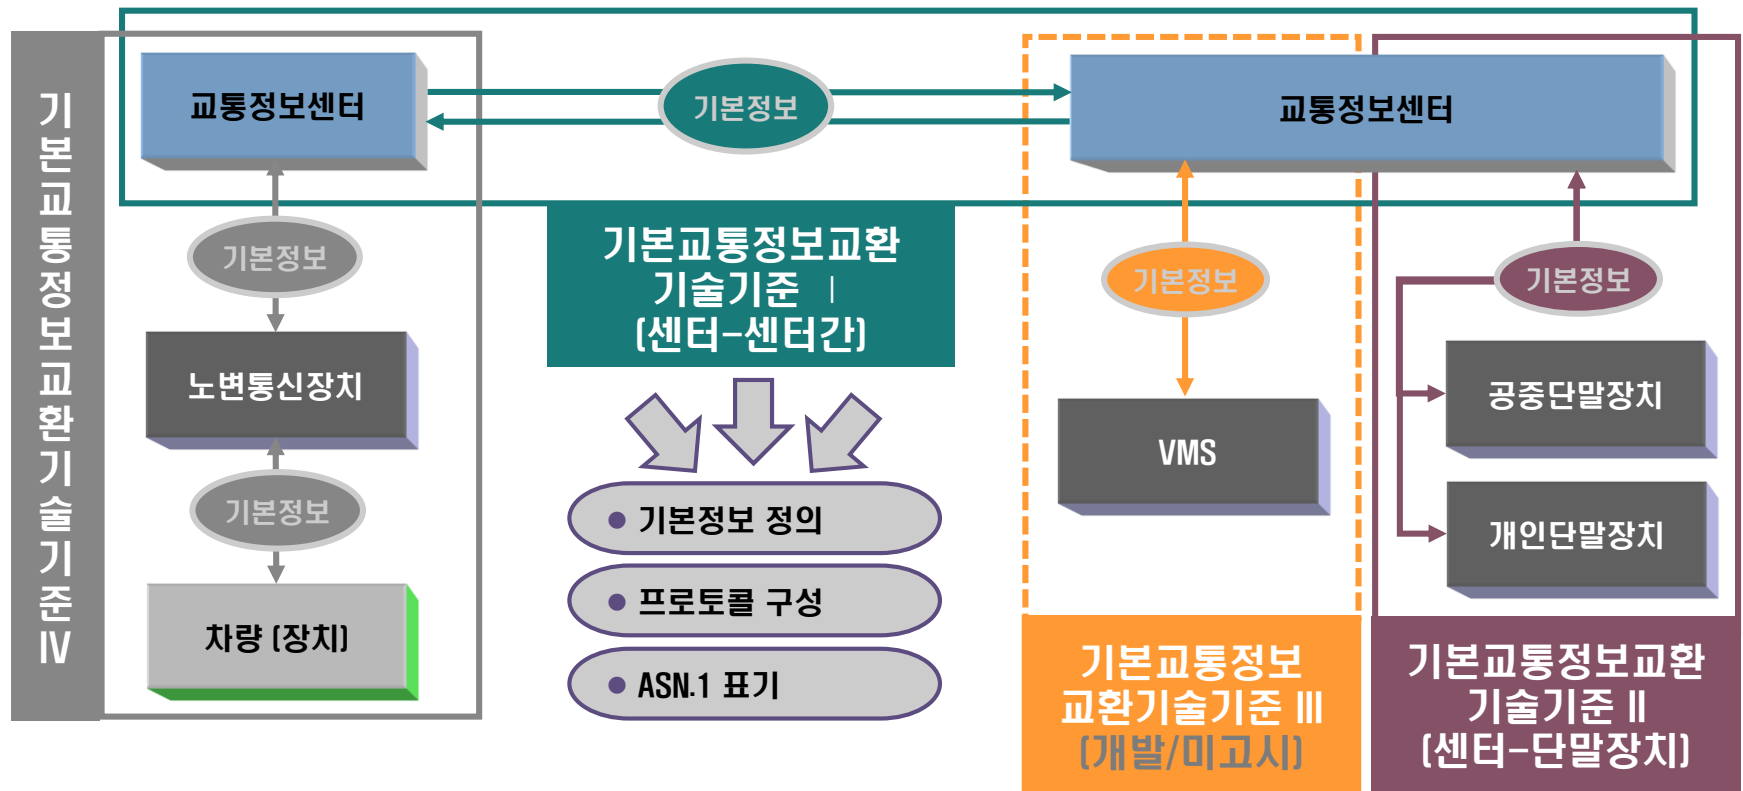 기본교통정보교환기술기준 Ⅳ
교통정보센터
기본정보
교통정보센터
기본정보
노변통신장치
기본정보
차량 (장치)
기본교통정보교환
기술기준 Ⅰ
(센터-센터간)
기본정보 정의
프로토콜 구성
ASN.1 표기
기본정보
VMS
기본교통정보
교환기술기준 Ⅲ
(개발/미고시)
기본정보
공중단말장치
개인단말장치
기본교통정보교환
기술기준 Ⅱ
(센터-단말장치)